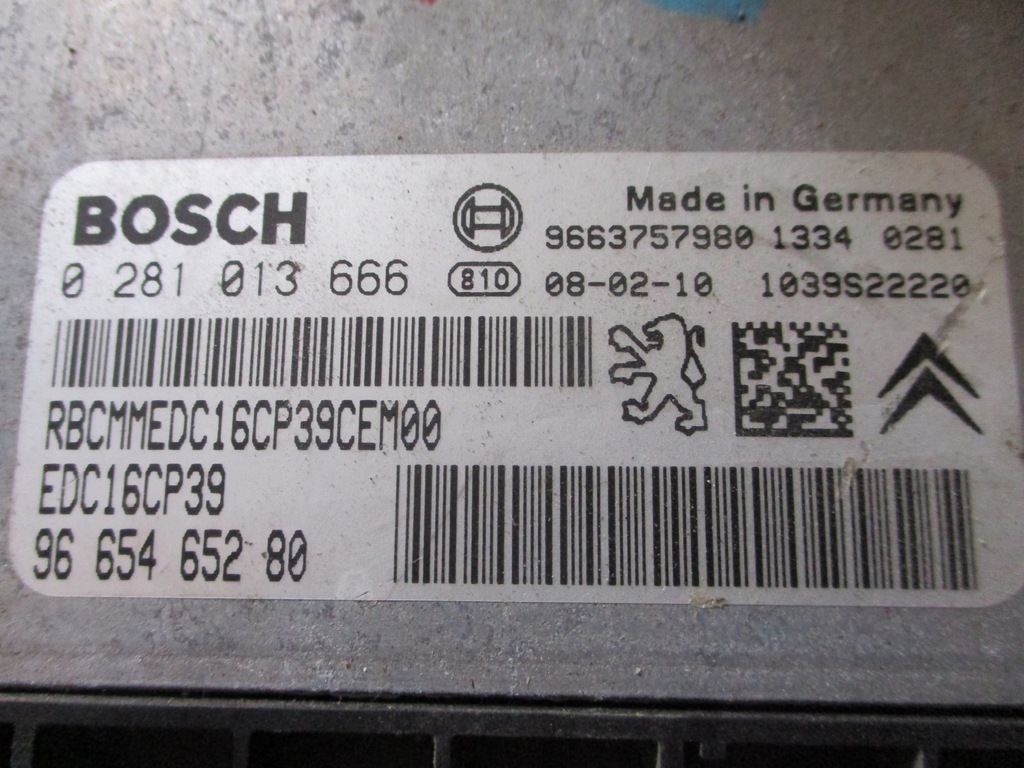 BOSCH Made in Germany
9663757980 1334 0281
0 281 013 666 810 08-02-10 1039S22220
RBCMMEDC16CP39CEM00
EDC16CP39
96 654 652 80